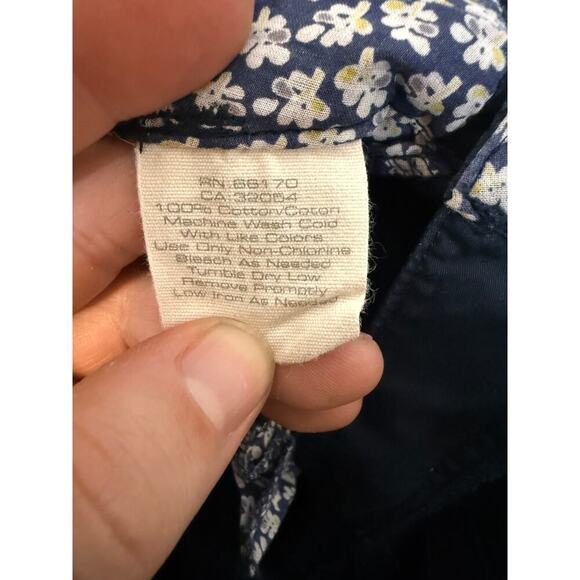 RN 66170
CA 32054
100% Cotton/Coton
Machine Wash Cold
With Like Colors
Use Only Non-Chlorine
Bleach As Needed
Tumble Dry Low
Remove Promptly
Low Iron As Needed